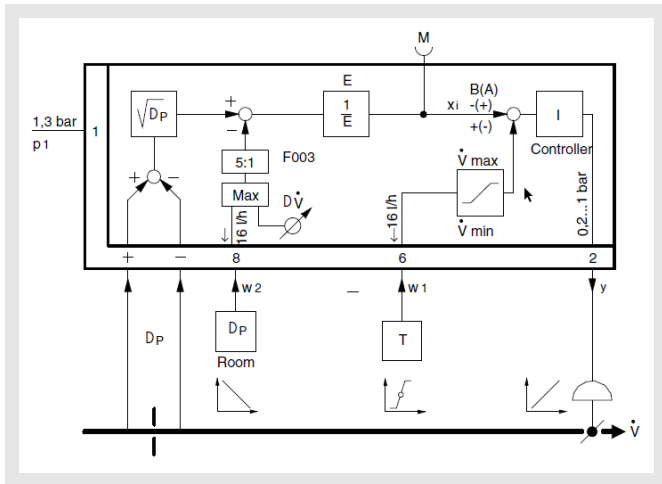 M
E
B(A)
√Dp
+
−
1
E
xi
-(+)
+(-)
I
Controller
1,3 bar
p1
1
5:1
F003
Max
DV̇
+
−
V̇ max
V̇ min
←16 l/h
←16 l/h
0,2...1 bar
+
−
8
6
2
w2
−
w1
y
Dp
Dp
Room
T
V̇